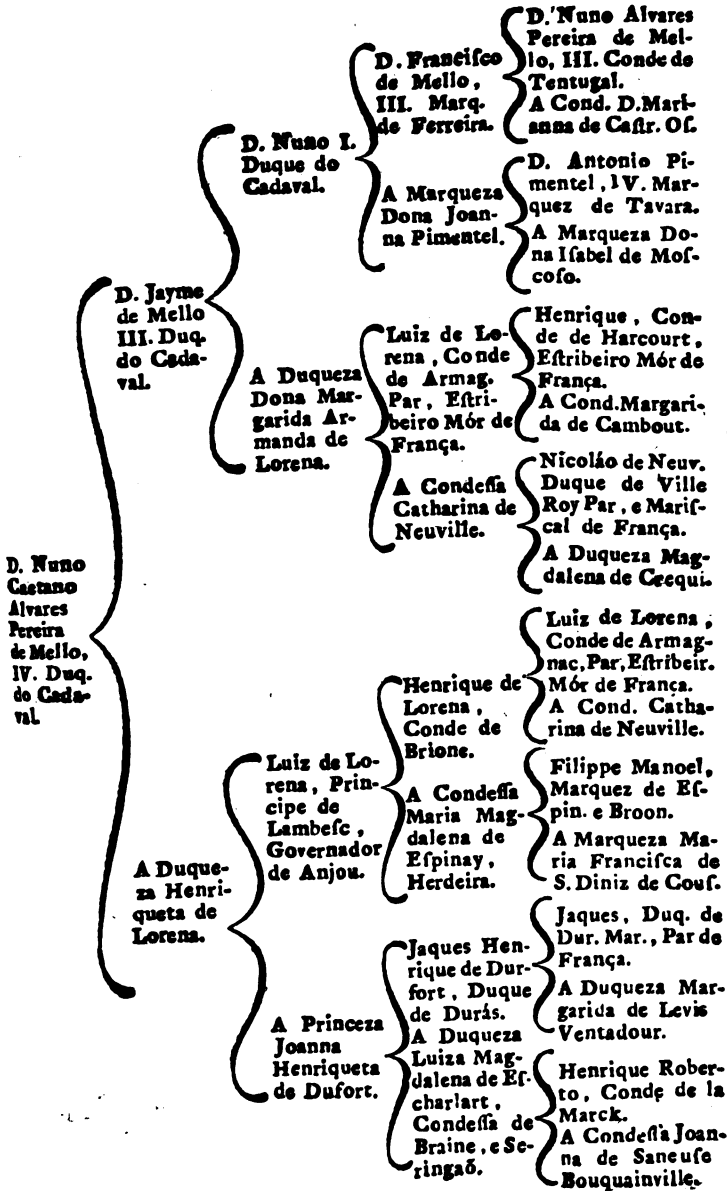 D. Nuno
Caetano
Alvares
Pereira
de Mello,
IV. Duq.
do Cada-
val.
D. Jayme
de Mello
III. Duq.
do Cada-
val.
A Duque-
za Henri-
queta de
Lorena.
D. Nuno I.
Duque do
Cadaval.
A Duqueza
Dona Mar-
garida Ar-
manda de
Lorena.
Luiz de Lo-
rena, Prin-
cipe de
Lambeſc,
Governador
de Anjou.
A Princeza
Joanna
Henriqueta
de Dufort.
D. Franciſco
de Mello,
III. Marq.
de Ferreira.
A Marqueza
Dona Joan-
na Pimentel.
Luiz de Lo-
rena, Conde
de Armag.
Par, Eſtri-
beiro Mór de
França.
A Condeſſa
Catharina de
Neuville.
Henrique de
Lorena,
Conde de
Brione.
A Condeſſa
Maria Mag-
dalena de
Eſpinay,
Herdeira.
Jaques Hen-
rique de Dur-
fort, Duque
de Durás.
A Duqueza
Luiza Mag-
dalena de Eſ-
charlart,
Condeſſa de
Braine, e Se-
ringaõ.
D. Nuno Alvares
Pereira de Mel-
lo, III. Conde de
Tentugal.
A Cond. D. Mari-
anna de Caſtr. Oſ.
D. Antonio Pi-
mentel, IV. Mar-
quez de Tavara.
A Marqueza Do-
na Iſabel de Moſ-
coſo.
Henrique, Con-
de de Harcourt,
Eſtribeiro Mór de
França.
A Cond. Margari-
da de Cambout.
Nicoláo de Neuv.
Duque de Ville
Roy Par, e Mariſ-
cal de França.
A Duqueza Mag-
dalena de Crequi.
Luiz de Lorena,
Conde de Armag-
nac, Par, Eſtribeir.
Mór de França.
A Cond. Catha-
rina de Neuville.
Filippe Manoel,
Marquez de Eſ-
pin. e Broon.
A Marqueza Ma-
ria Franciſca de
S. Diniz de Couſ.
Jaques, Duq. de
Dur. Mar., Par de
França.
A Duqueza Mar-
garida de Levis
Ventadour.
Henrique Rober-
to, Conde de la
Marck.
A Condeſſa Joan-
na de Saneuſe
Bouquainville.